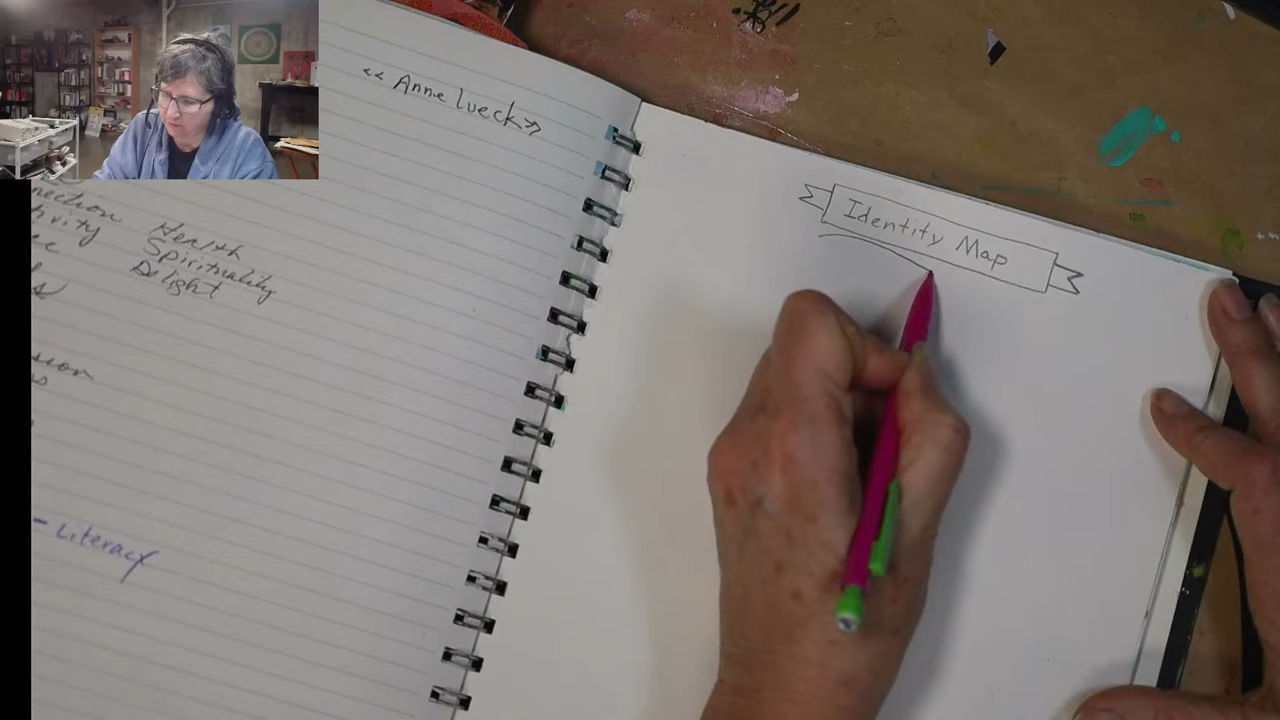 << Anne Lueck >>
Health
Spirituality
Delight
- Literacy
Identity Map